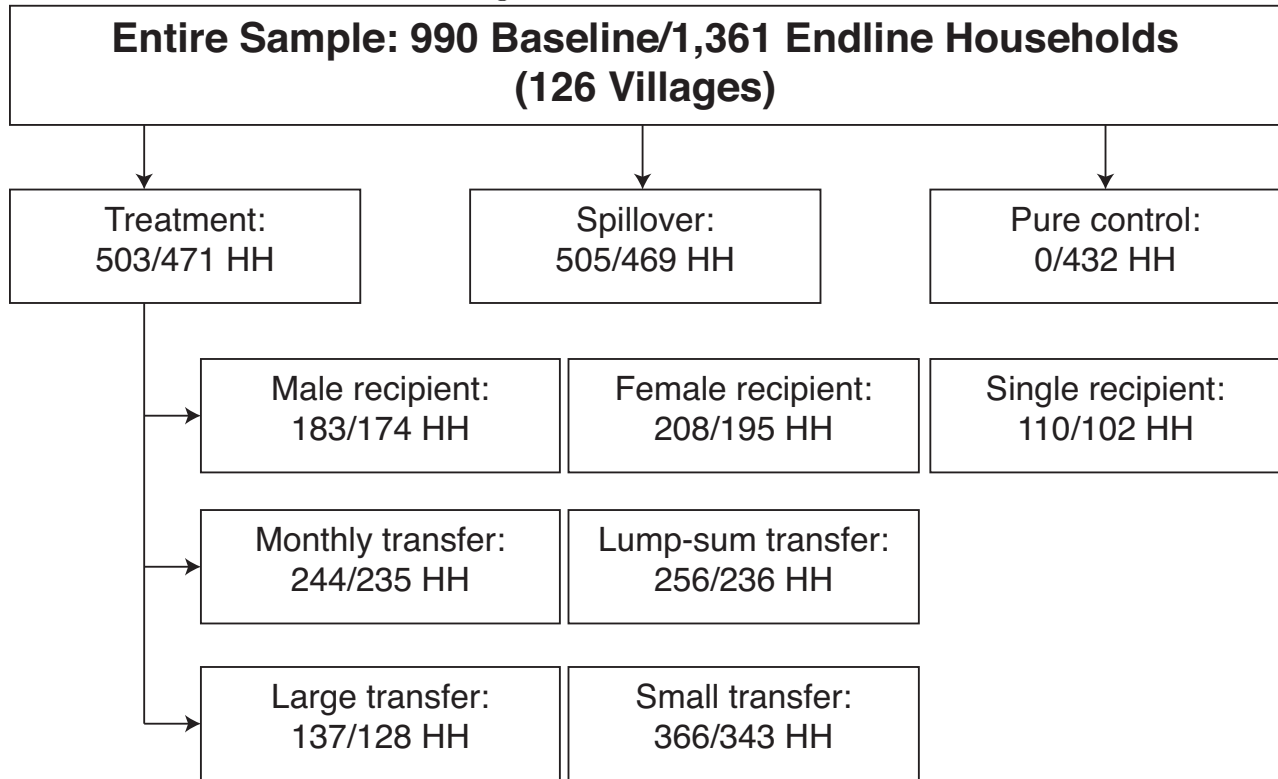 Entire Sample: 990 Baseline/1,361 Endline Households
(126 Villages)
Treatment:
503/471 HH
Spillover:
505/469 HH
Pure control:
0/432 HH
Male recipient:
183/174 HH
Female recipient:
208/195 HH
Single recipient:
110/102 HH
Monthly transfer:
244/235 HH
Lump-sum transfer:
256/236 HH
Large transfer:
137/128 HH
Small transfer:
366/343 HH